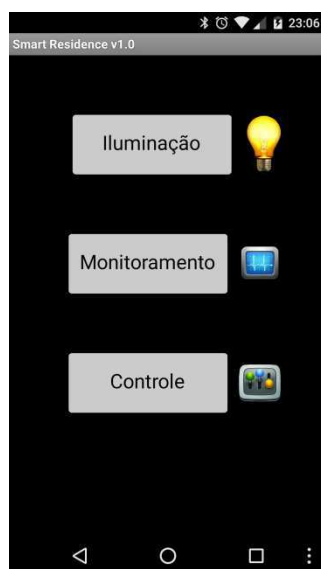 23:06
Smart Residence v1.0
Iluminação
Monitoramento
Controle